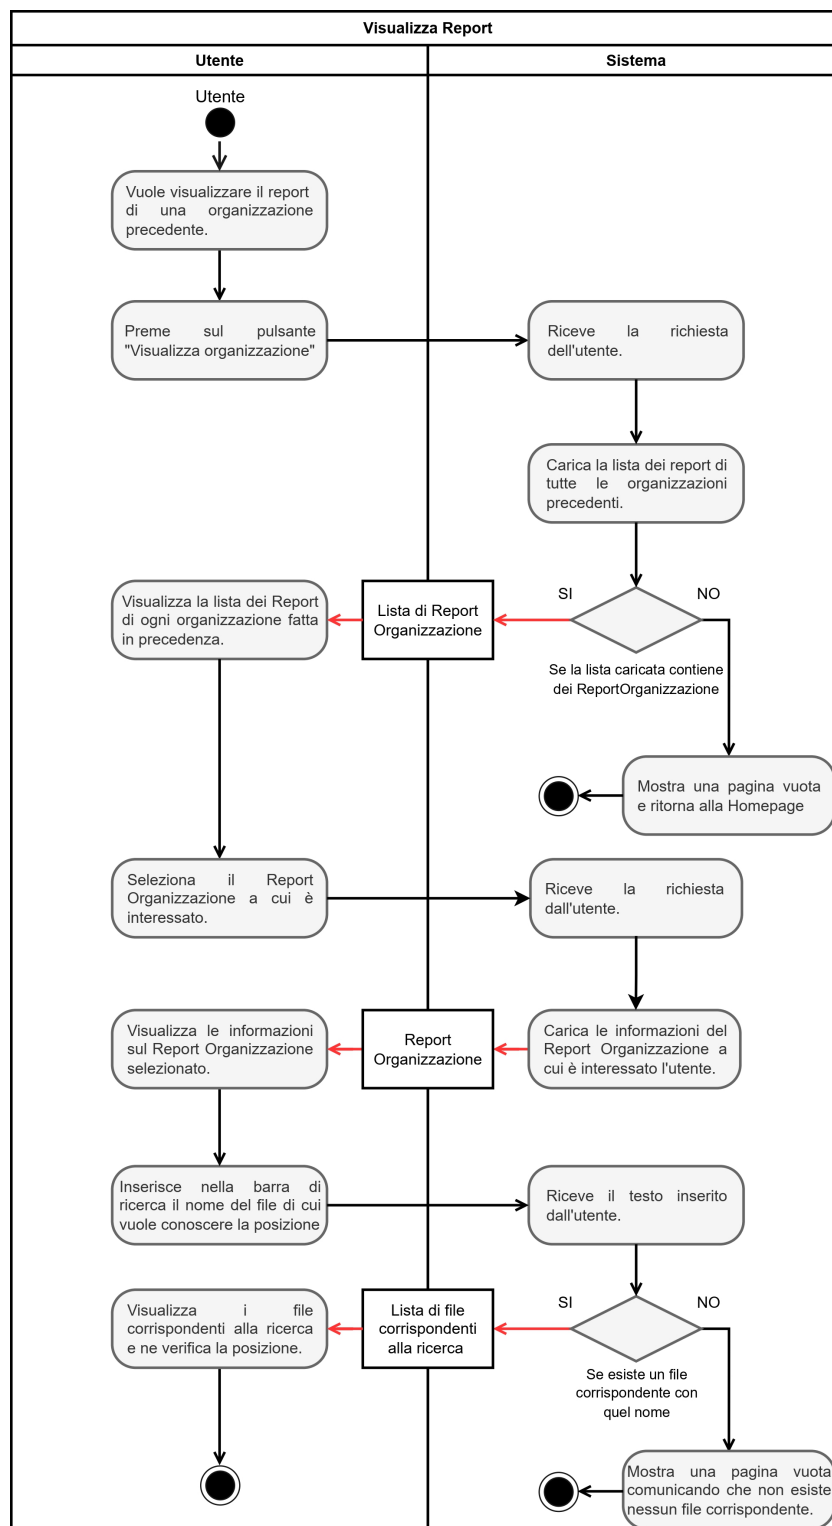 Visualizza Report
Utente
Sistema
Utente
Vuole visualizzare il report
di una organizzazione
precedente.
Preme sul pulsante
"Visualizza organizzazione"
Riceve la richiesta
dell'utente.
Carica la lista dei report di
tutte le organizzazioni
precedenti.
Visualizza la lista dei Report
di ogni organizzazione fatta
in precedenza.
Lista di Report
Organizzazione
SI
NO
Se la lista caricata contiene
dei ReportOrganizzazione
Mostra una pagina vuota
e ritorna alla Homepage
Seleziona il Report
Organizzazione a cui è
interessato.
Riceve la richiesta
dall'utente.
Visualizza le informazioni
sul Report Organizzazione
selezionato.
Report
Organizzazione
Carica le informazioni del
Report Organizzazione a
cui è interessato l'utente.
Inserisce nella barra di
ricerca il nome del file di cui
vuole conoscere la posizione
Riceve il testo inserito
dall'utente.
Visualizza i file
corrispondenti alla ricerca
e ne verifica la posizione.
Lista di file
corrispondenti
alla ricerca
SI
NO
Se esiste un file
corrispondente con
quel nome
Mostra una pagina vuota
comunicando che non esiste
nessun file corrispondente.